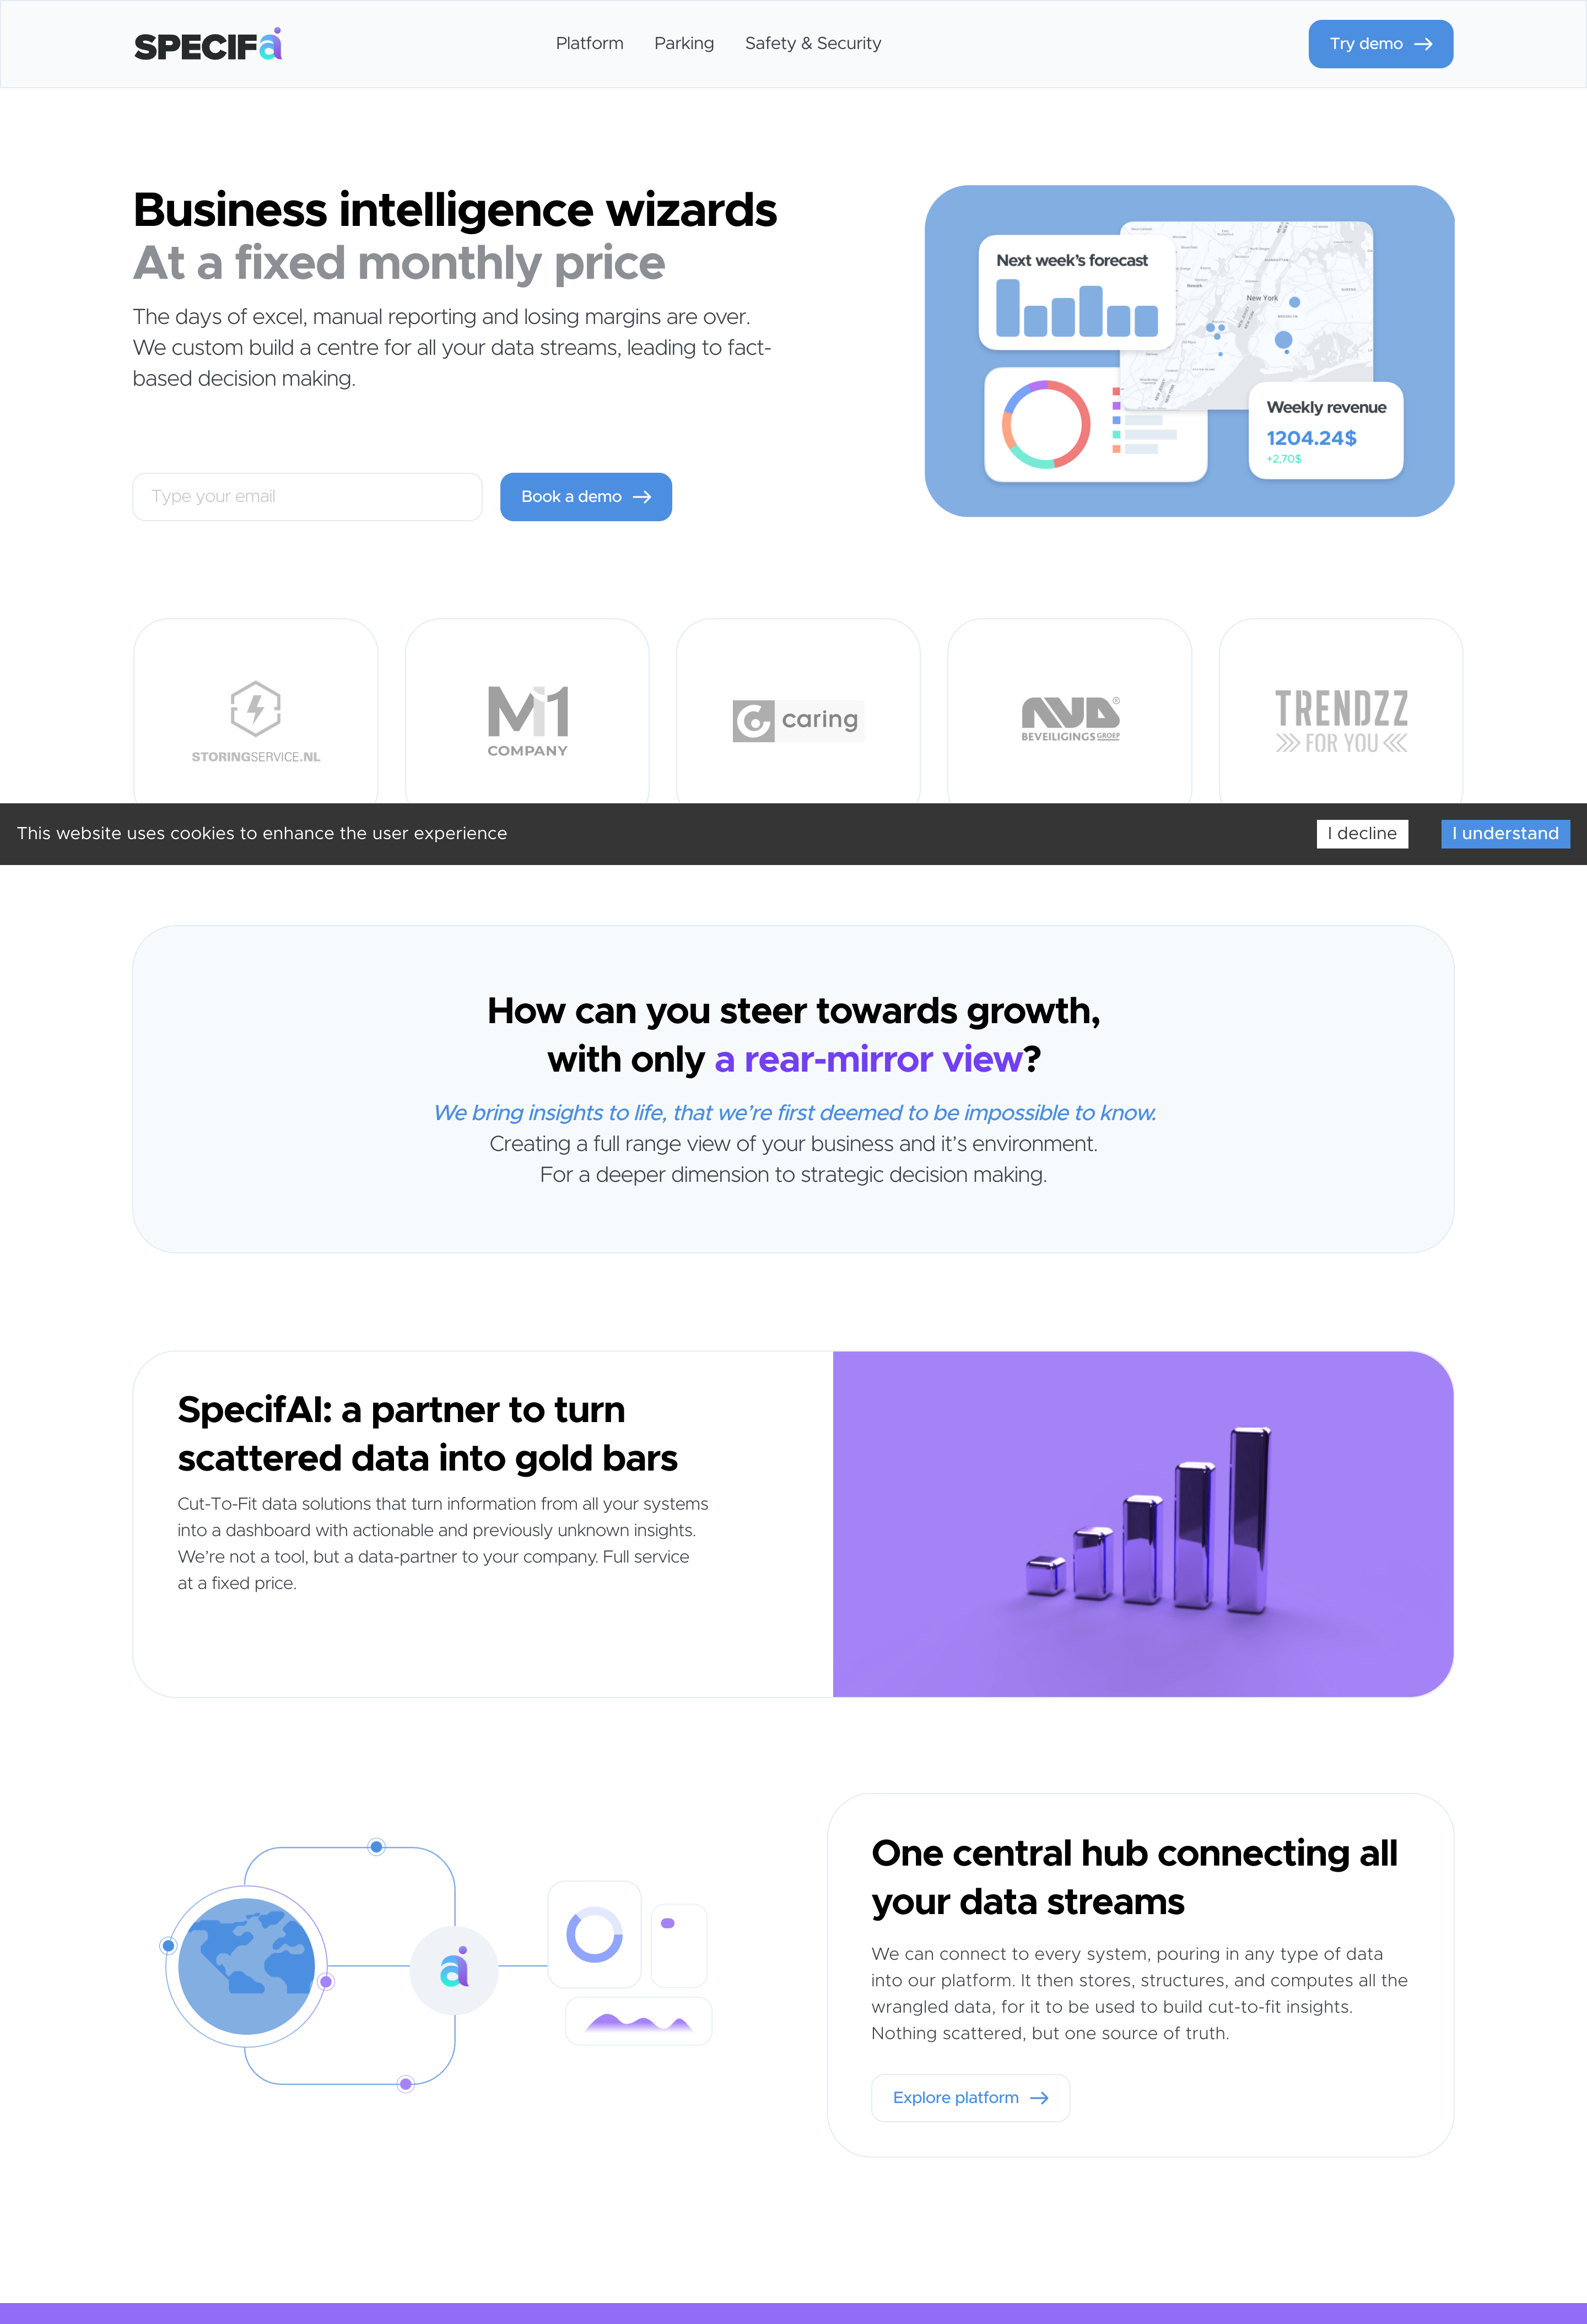 SPECIFai
Platform
Parking
Safety & Security
Try demo
Business intelligence wizards
At a fixed monthly price
The days of excel, manual reporting and losing margins are over.
We custom build a centre for all your data streams, leading to fact-
based decision making.
Type your email
Book a demo
Next week's forecast
Newark
New York
BROOKLYN
QUEENS
Weekly revenue
1204.24$
+2,70$
STORINGSERVICE.NL
Mi1
COMPANY
caring
NVD
®
BEVEILIGINGSGROEP
TRENDZZ
FOR YOU
This website uses cookies to enhance the user experience
I decline
I understand
How can you steer towards growth,
with only a rear-mirror view?
We bring insights to life, that we're first deemed to be impossible to know.
Creating a full range view of your business and it's environment.
For a deeper dimension to strategic decision making.
SpecifAI: a partner to turn
scattered data into gold bars
Cut-To-Fit data solutions that turn information from all your systems
into a dashboard with actionable and previously unknown insights.
We're not a tool, but a data-partner to your company. Full service
at a fixed price.
ai
One central hub connecting all
your data streams
We can connect to every system, pouring in any type of data
into our platform. It then stores, structures, and computes all the
wrangled data, for it to be used to build cut-to-fit insights.
Nothing scattered, but one source of truth.
Explore platform